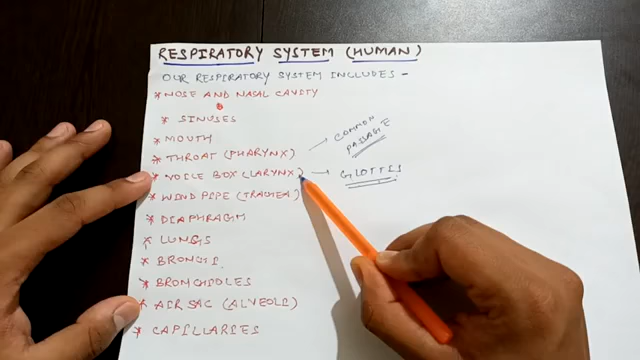 RESPIRATORY SYSTEM (HUMAN)
OUR RESPIRATORY SYSTEM INCLUDES -
* NOSE AND NASAL CAVITY
* SINUSES
* MOUTH
* THROAT (PHARYNX) → COMMON PASSAGE
* VOICE BOX (LARYNX) → GLOTTIS
* WIND PIPE (TRACHEA)
* DIAPHRAGM
* LUNGS
* BRONCHI
* BRONCHIOLES
* AIR SAC (ALVEOLI)
* CAPILLARIES